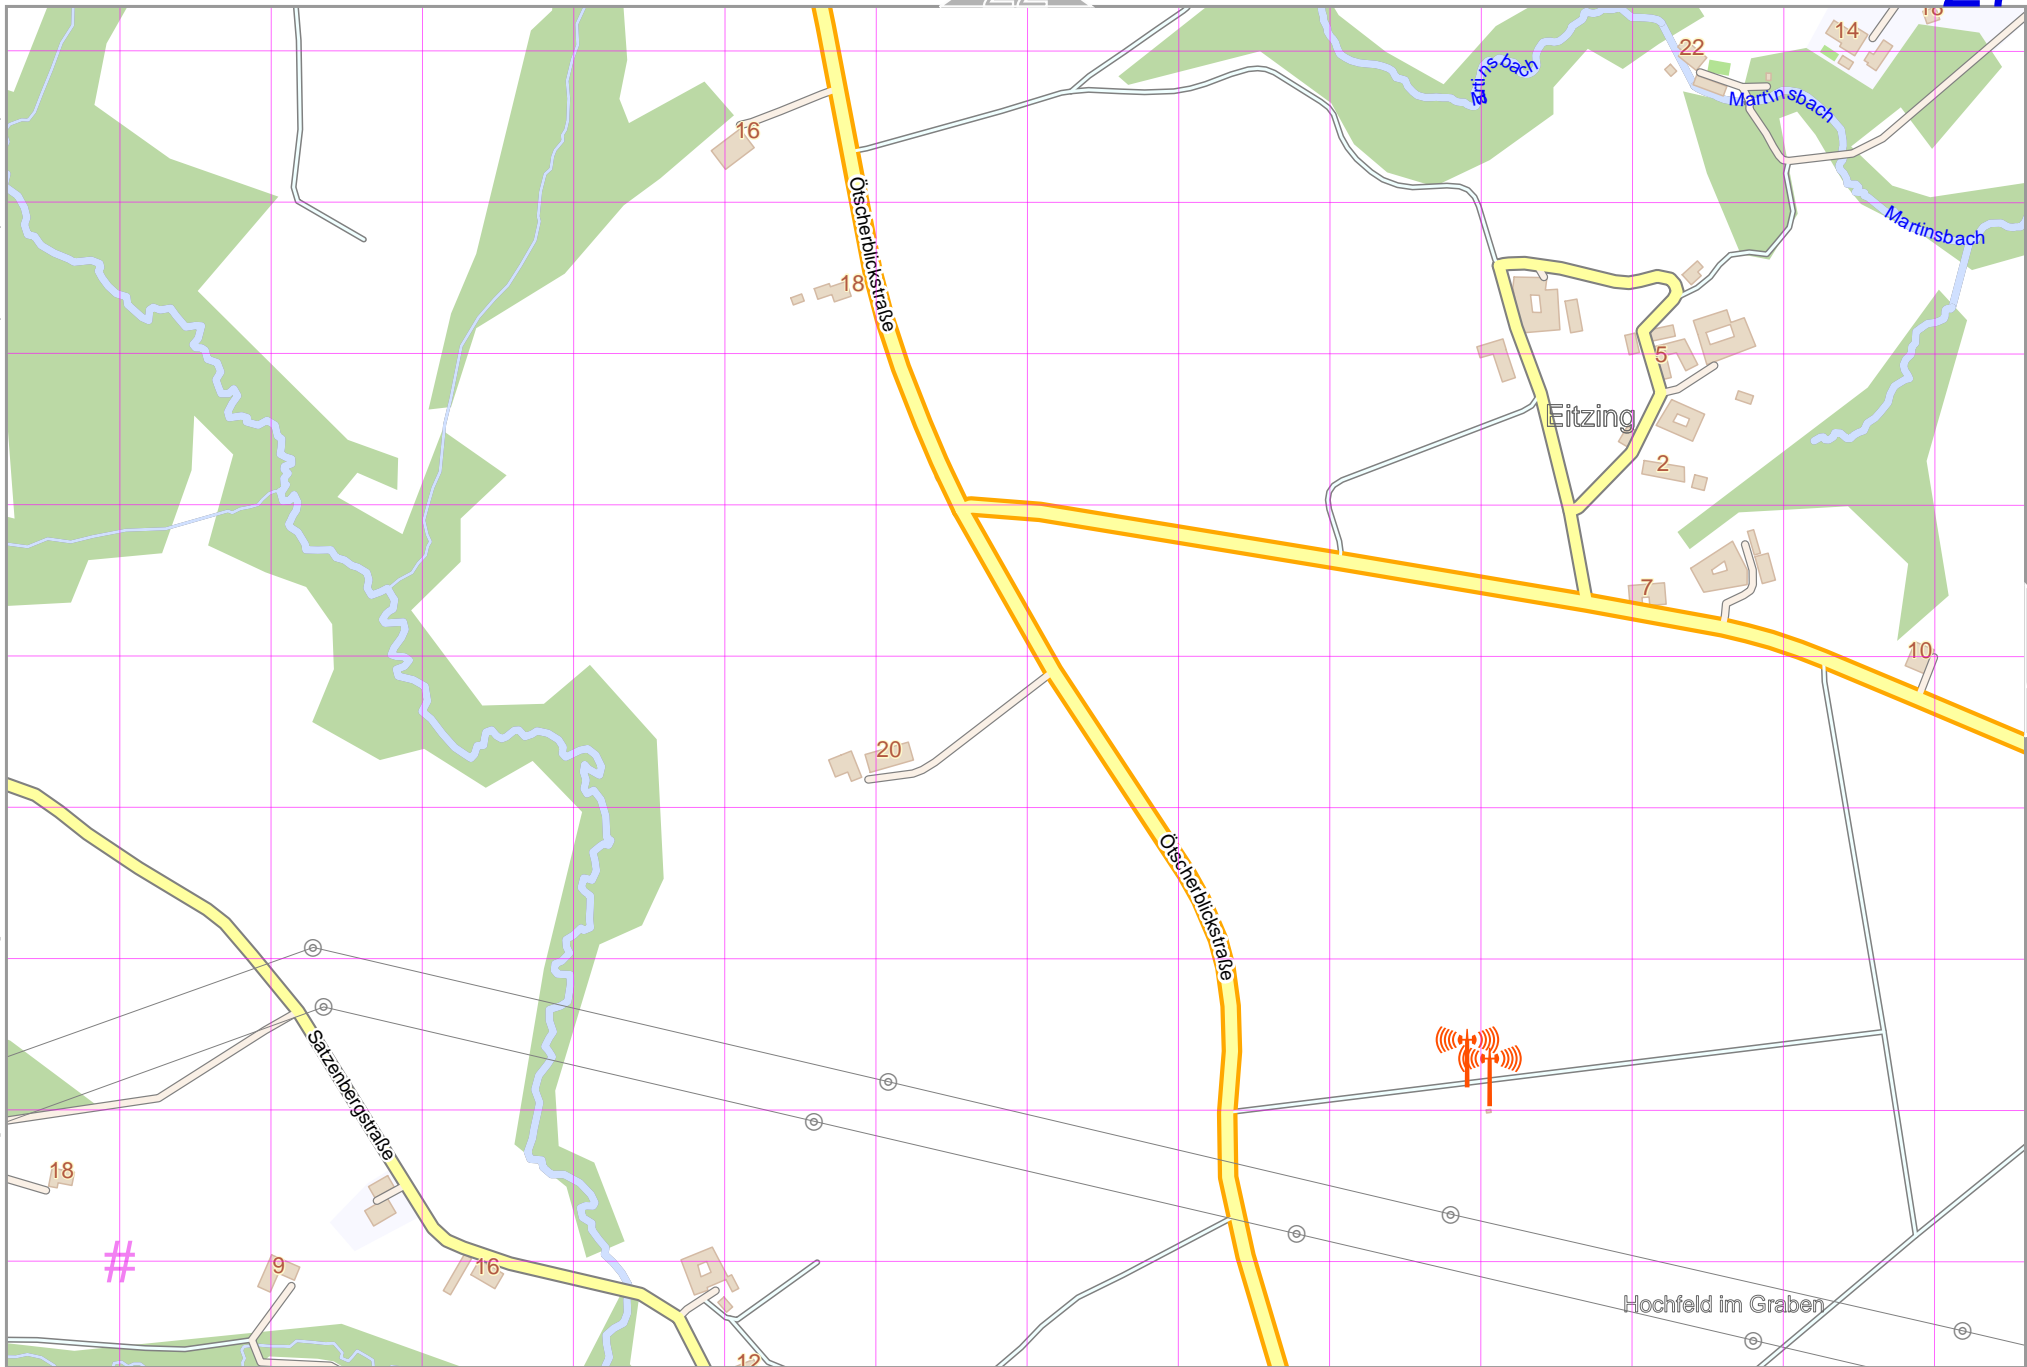 14
22
Martinsbach
Martinsbach
16
Martinsbach
Ötscherblickstraße
18
5
Eitzing
2
7
10
20
Ötscherblickstraße
Satzenbergstraße
18
#
9
16
Hochfeld im Graben
12